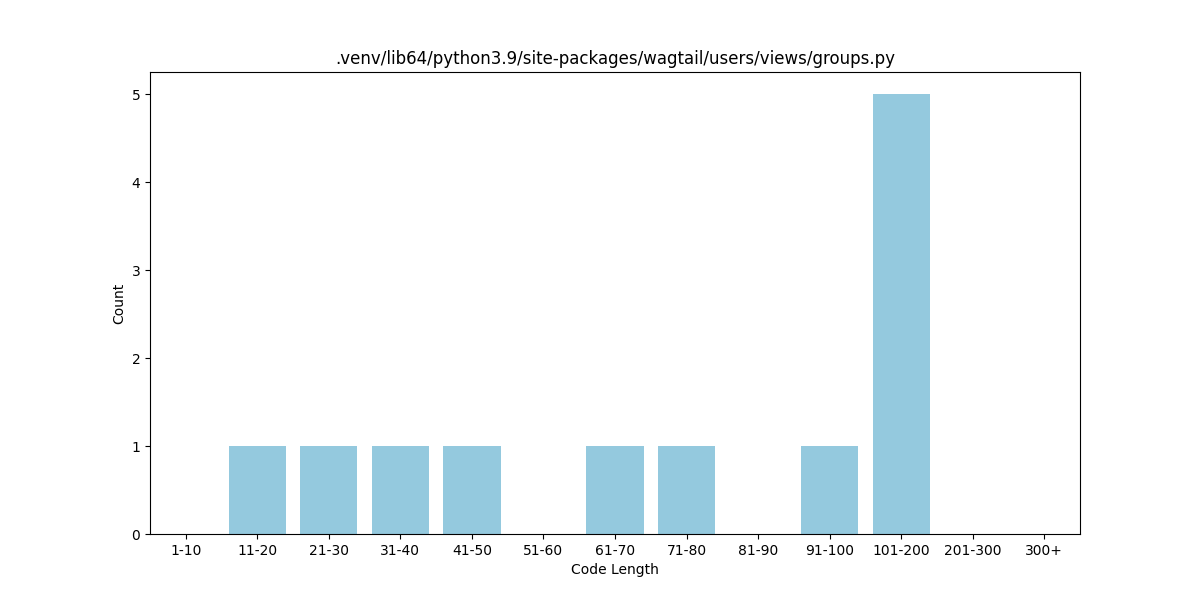 .venv/lib64/python3.9/site-packages/wagtail/users/views/groups.py
5
4
3
2
1
0
Count
1-10 11-20 21-30 31-40 41-50 51-60 61-70 71-80 81-90 91-100 101-200 201-300 300+
Code Length